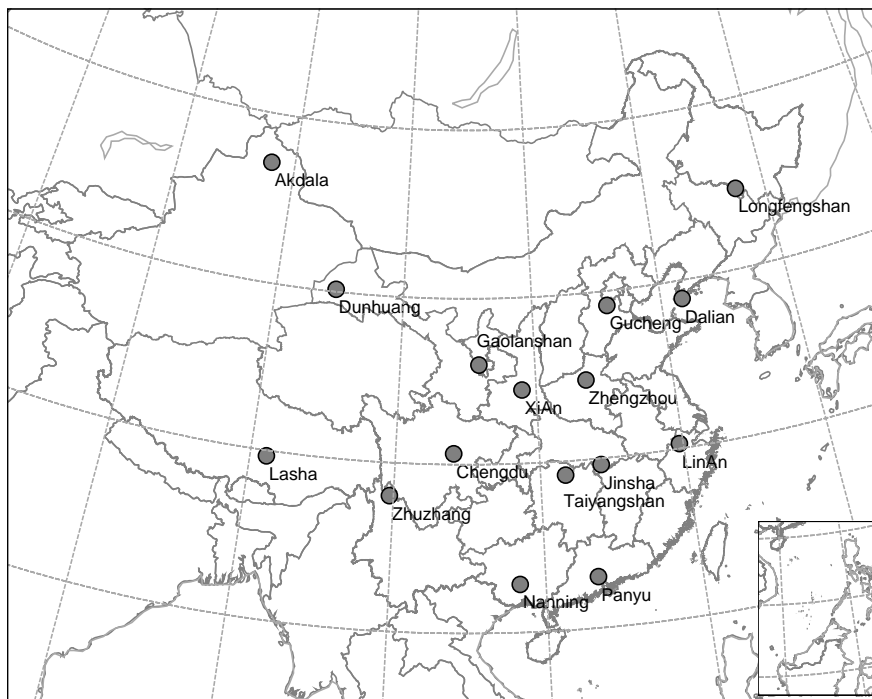 Akdala
Longfengshan
Dunhuang
Gucheng
Dalian
Gaolanshan
Zhengzhou
XiAn
LinAn
Lasha
Chengdu
Jinsha
Taiyangshan
Zhuzhang
Nanning
Panyu